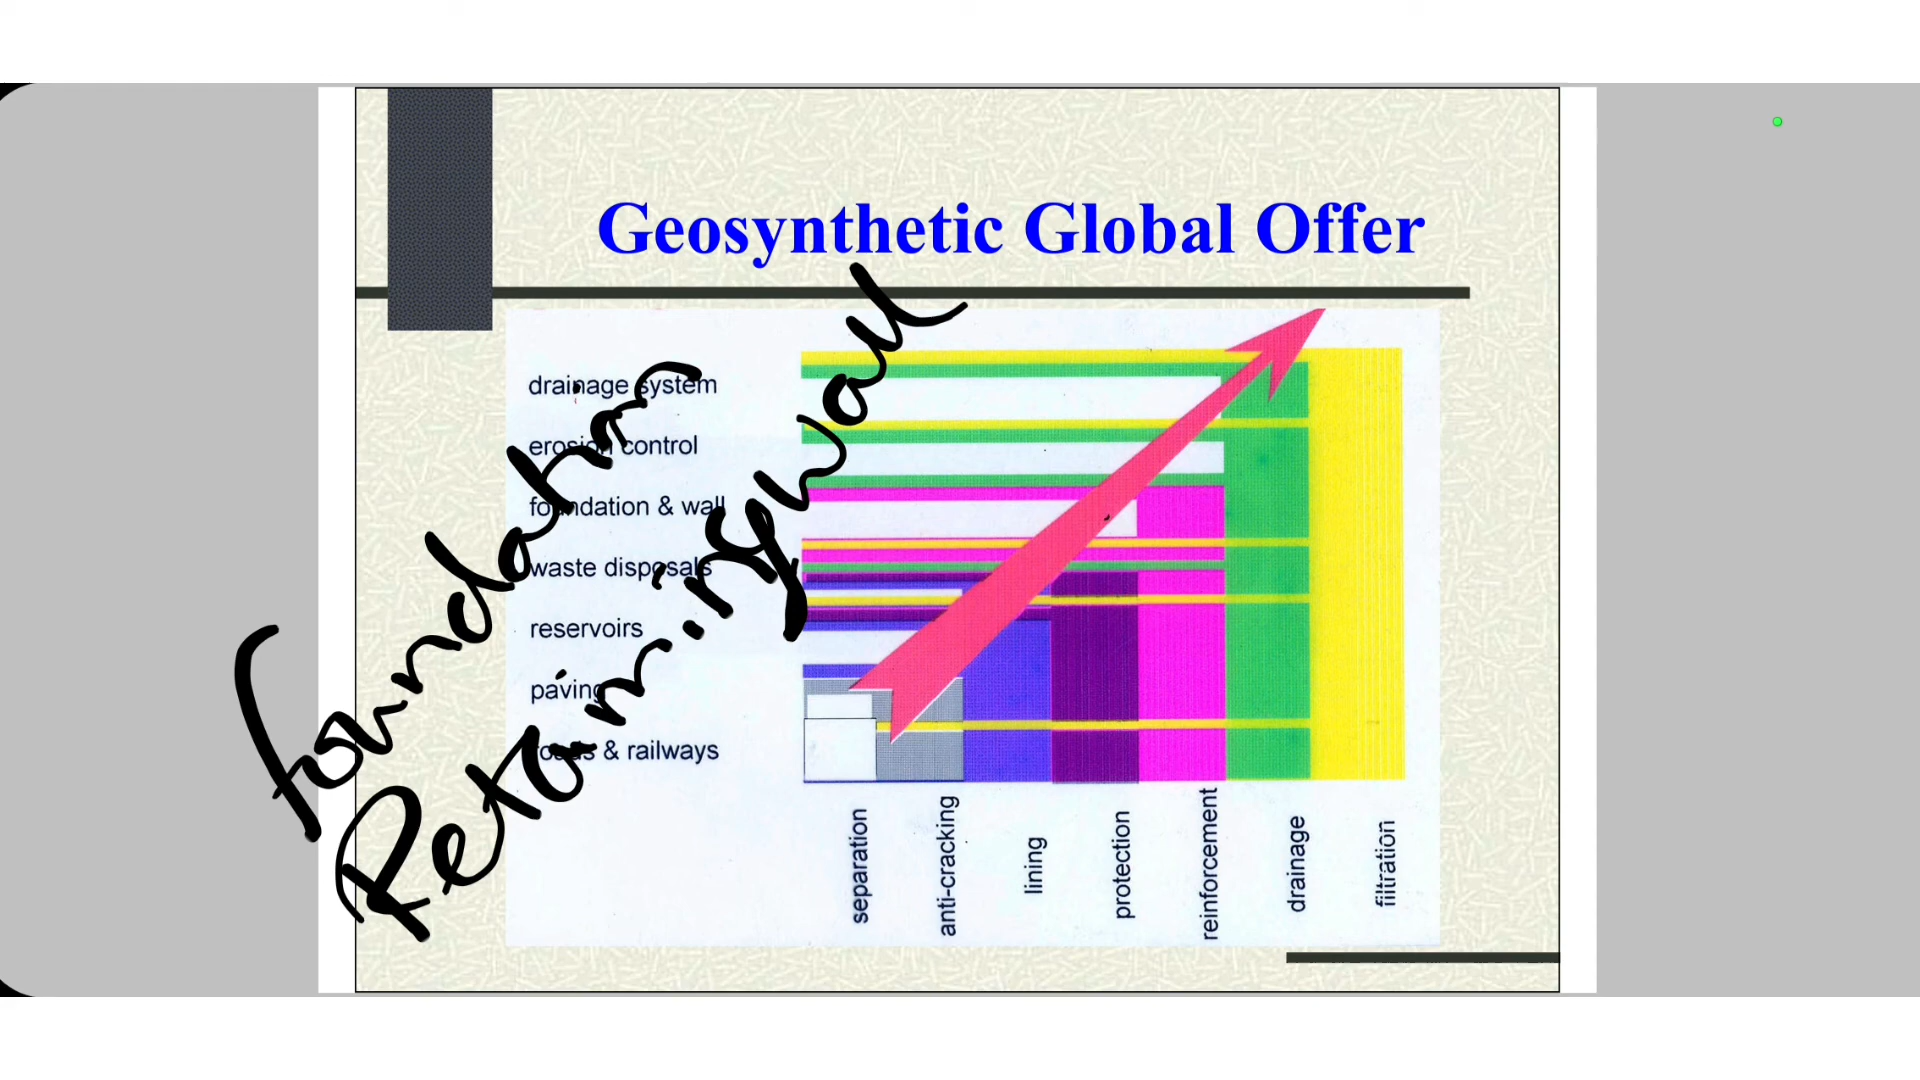 Geosynthetic Global Offer
drainage system
erosion control
foundation & wall
waste disposals
reservoirs
paving
roads & railways
foundation
Retaining wall
separation
anti-cracking
lining
protection
reinforcement
drainage
filtration